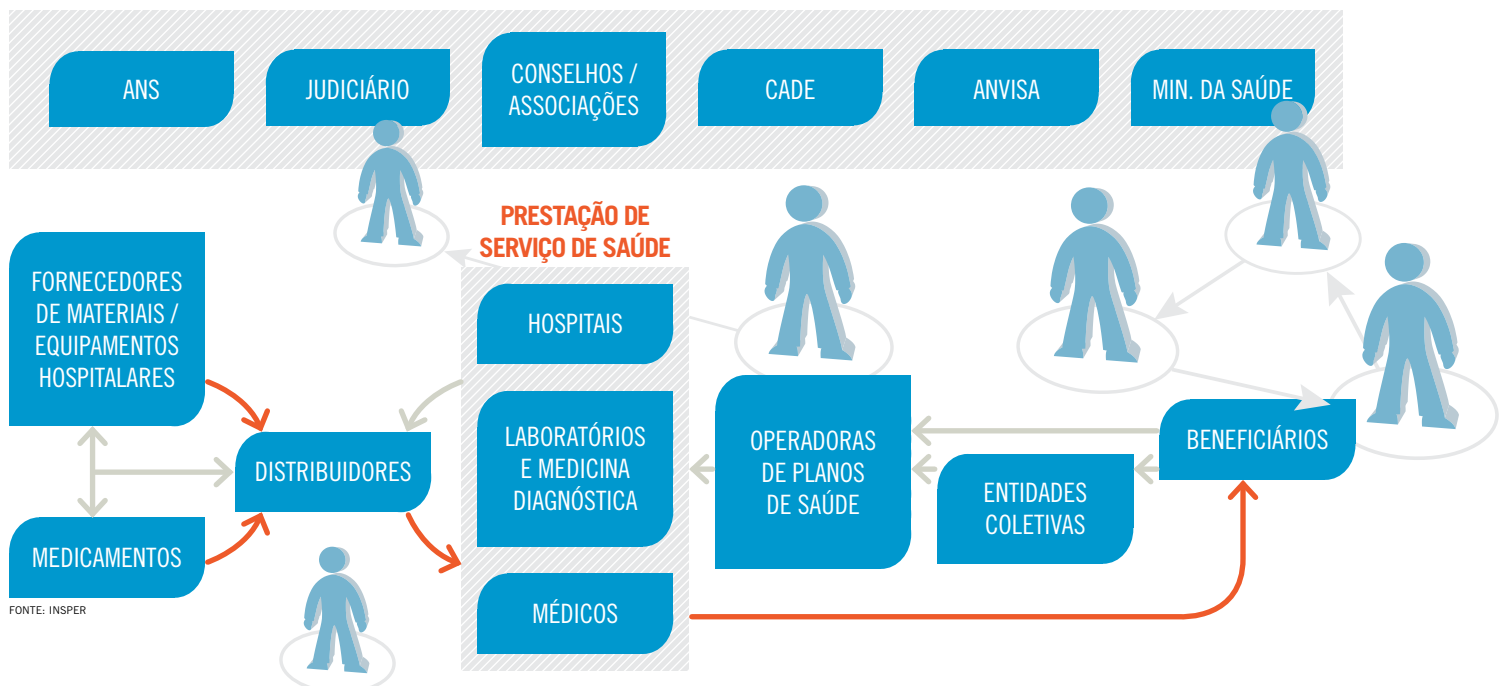 ANS
JUDICIÁRIO
CONSELHOS /
ASSOCIAÇÕES
CADE
ANVISA
MIN. DA SAÚDE
PRESTAÇÃO DE
SERVIÇO DE SAÚDE
FORNECEDORES
DE MATERIAIS /
EQUIPAMENTOS
HOSPITALARES
MEDICAMENTOS
FONTE: INSPER
DISTRIBUIDORES
HOSPITAIS
LABORATÓRIOS
E MEDICINA
DIAGNÓSTICA
MÉDICOS
OPERADORAS
DE PLANOS
DE SAÚDE
ENTIDADES
COLETIVAS
BENEFICIÁRIOS